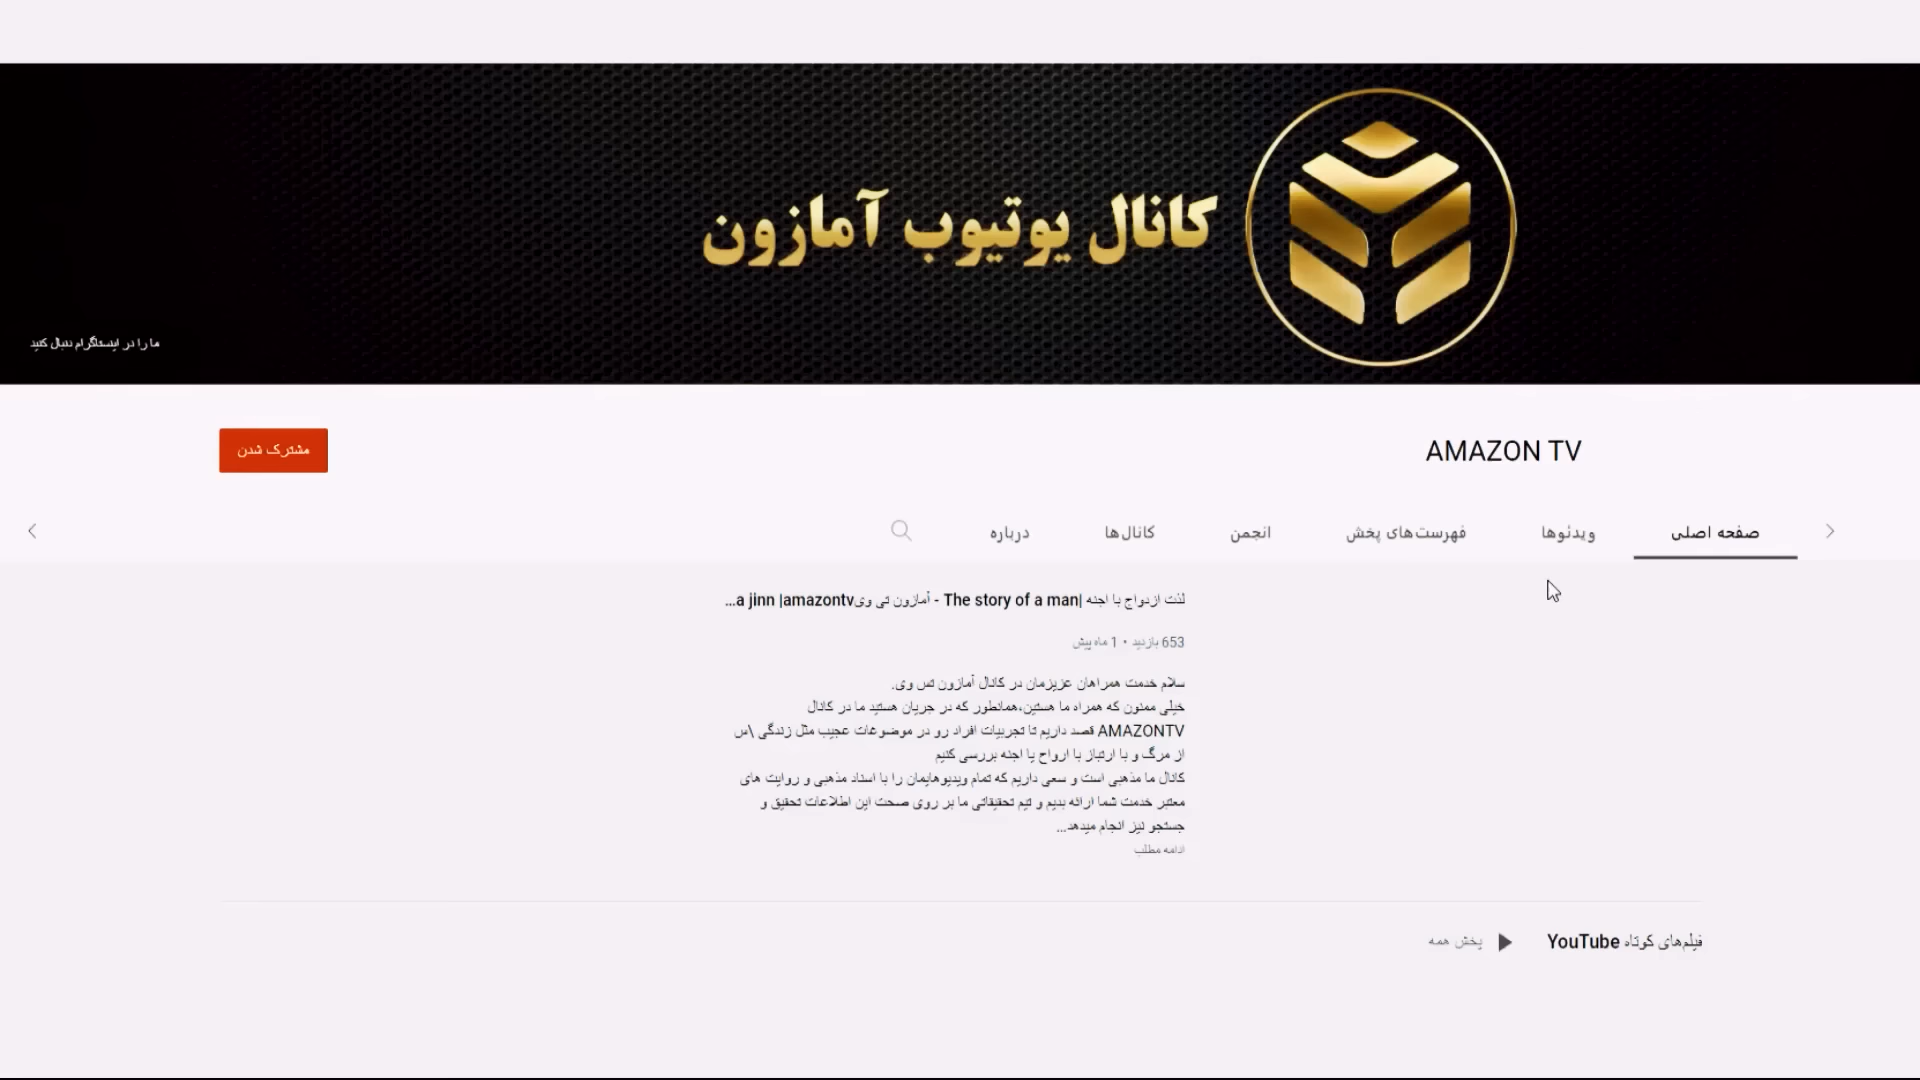 کانال یوتیوب آمازون
ما را در اینستاگرام دنبال کنید
AMAZON TV
مشترک شدن
صفحه اصلی
ویدئوها
فهرست‌های پخش
انجمن
کانال‌ها
درباره
لذت ازدواج با اجنه |The story of a man - آمازون تی ویa jinn |amazontv...
653 بازدید • 1 ماه پیش
سلام خدمت همراهان عزیزمان در کانال آمازون تس وی.
خیلی ممنون که همراه ما هستین،همانطور که در جریان هستید ما در کانال
AMAZONTV قصد داریم تا تجربیات افراد رو در موضوعات عجیب مثل زندگی \س
از مرگ و با ارتباز با ارواح یا اجنه بررسی کنیم
کانال ما مذهبی است و سعی داریم که تمام ویدیوهایمان را با اسناد مذهبی و روایت های
معتبر خدمت شما ارائه بدیم و تیم تحقیقاتی ما بر روی صحت این اطلاعات تحقیق و
جستجو نیز انجام میدهد...
ادامه مطلب
فیلم‌های کوتاه YouTube
پخش همه